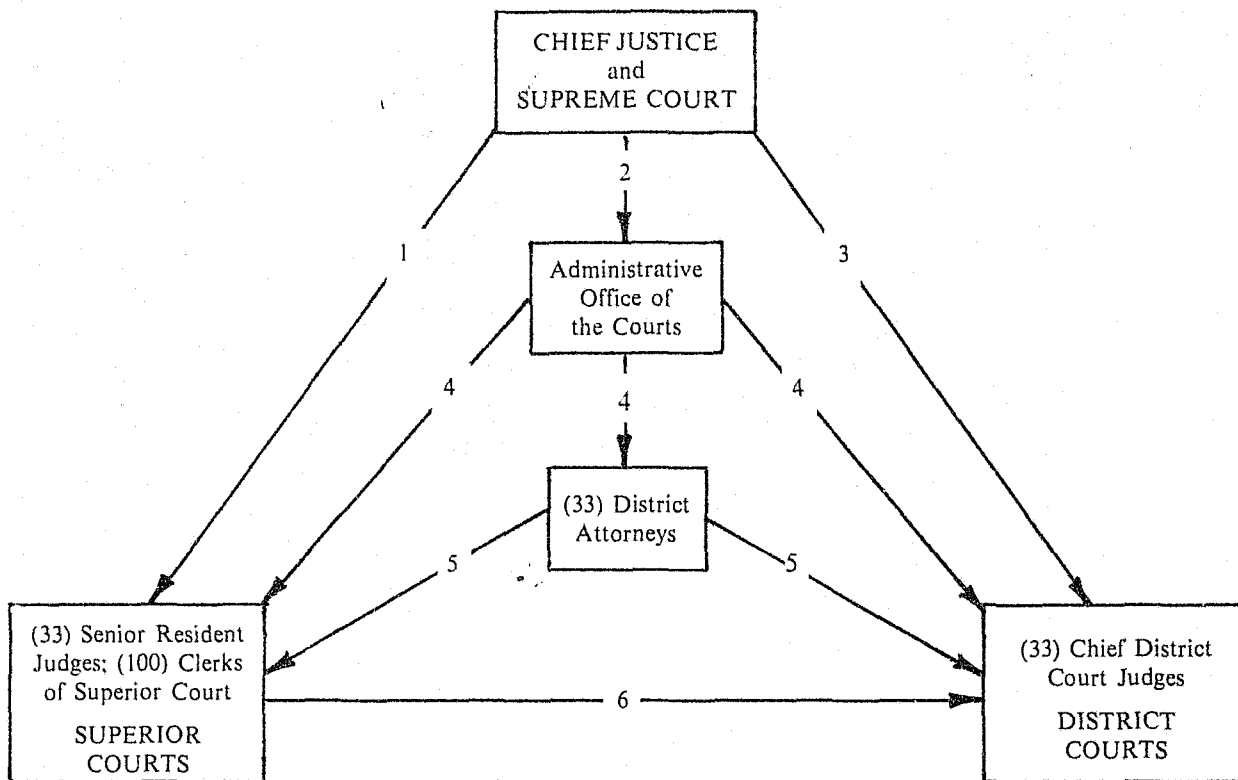 CHIEF JUSTICE
and
SUPREME COURT
2
1
3
Administrative
Office of
the Courts
4
4
4
(33) District
Attorneys
5
5
(33) Senior Resident
Judges; (100) Clerks
of Superior Court
SUPERIOR
COURTS
6
(33) Chief District
Court Judges
DISTRICT
COURTS